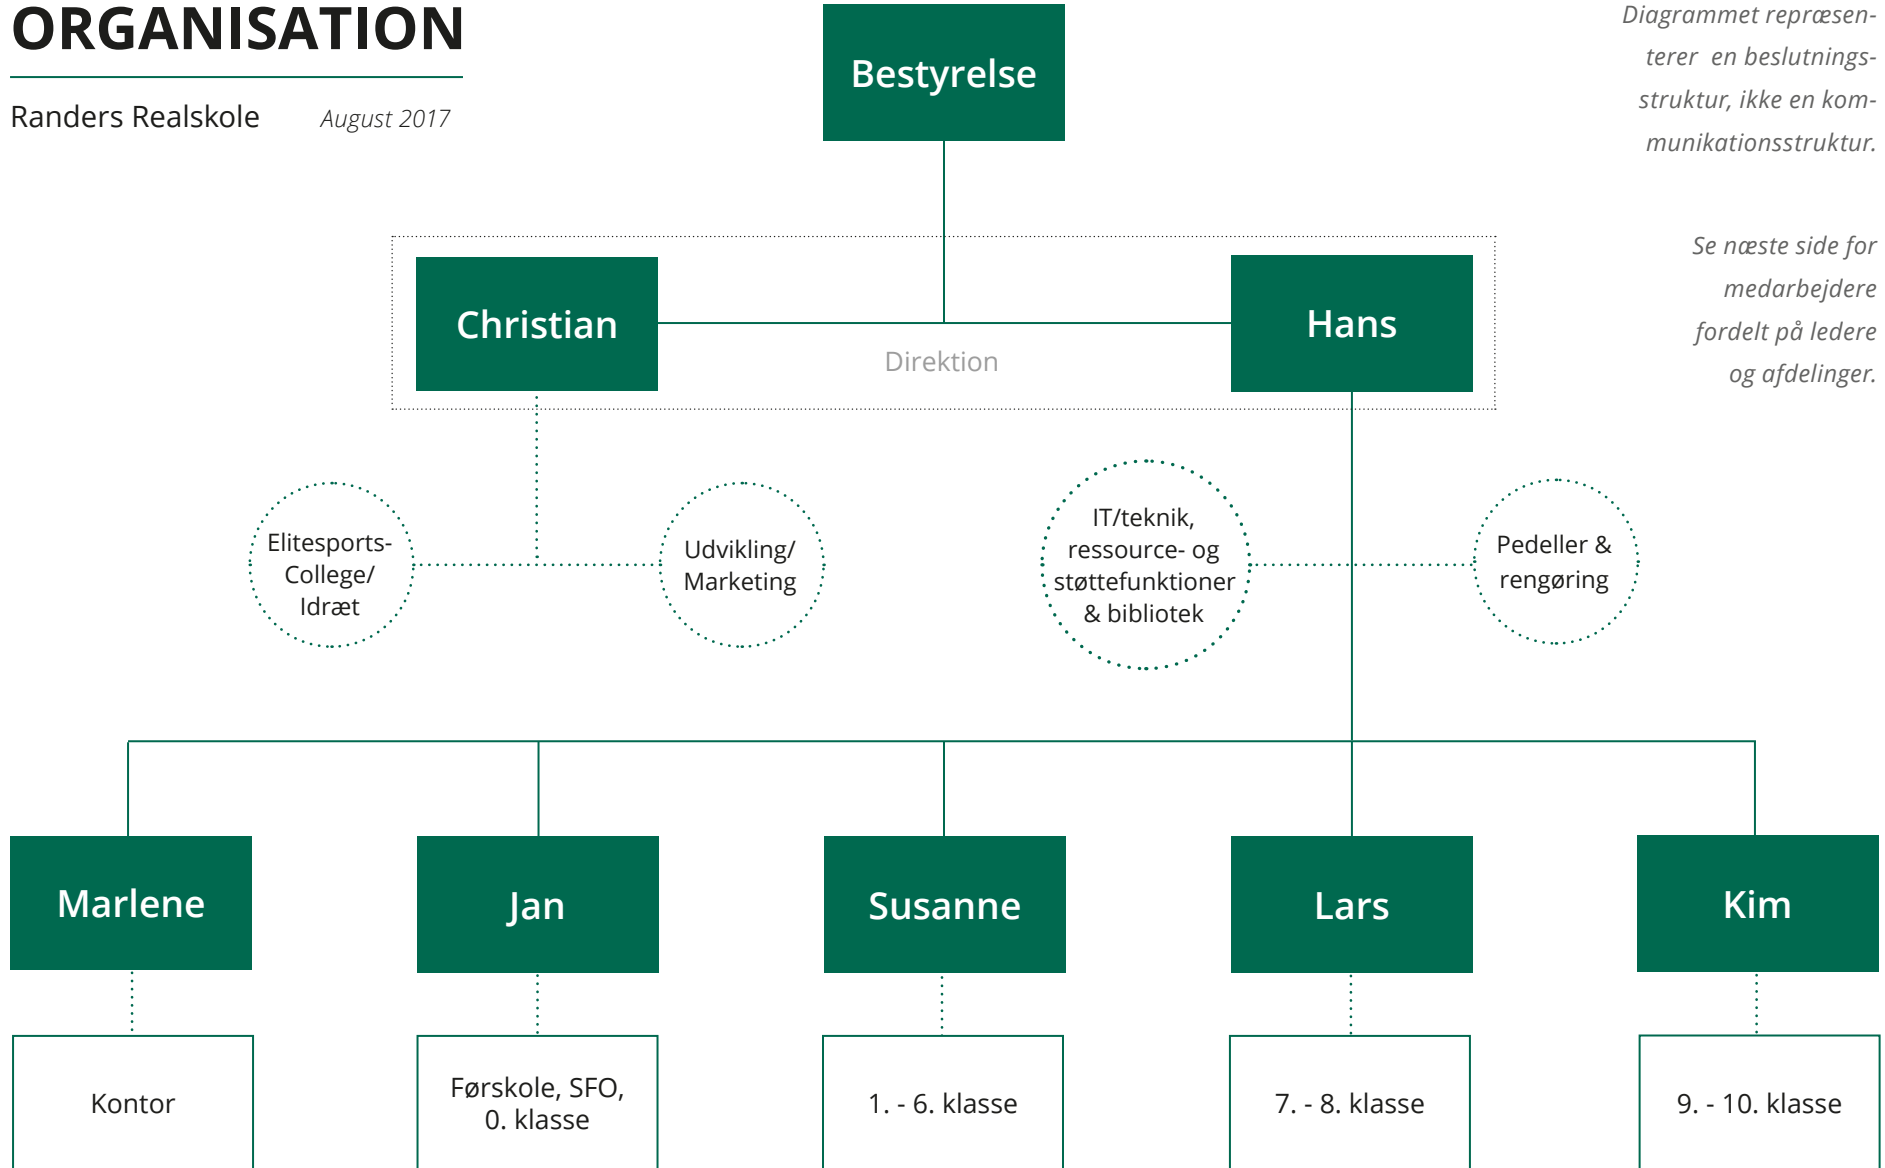 ORGANISATION
Randers Realskole August 2017
Bestyrelse
Diagrammet repræsen-
terer en beslutnings-
struktur, ikke en kom-
munikationsstruktur.
Se næste side for
medarbejdere
fordelt på ledere
og afdelinger.
Christian
Direktion
Hans
Elitesports-
College/
Idræt
Udvikling/
Marketing
IT/teknik,
ressource- og
støttefunktioner
& bibliotek
Pedeller &
rengøring
Marlene
Jan
Susanne
Lars
Kim
Kontor
Førskole, SFO,
0. klasse
1. - 6. klasse
7. - 8. klasse
9. - 10. klasse